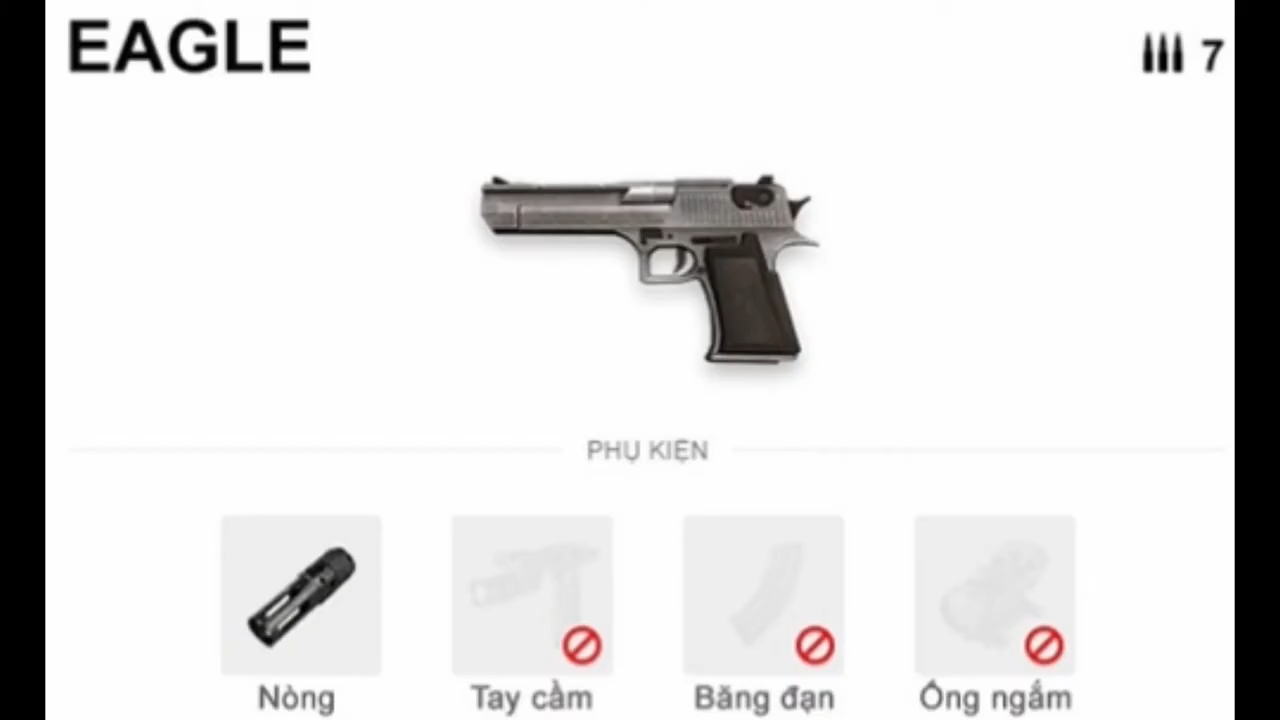 EAGLE
7
PHỤ KIỆN
Nòng
Tay cầm
Băng đạn
Ống ngắm